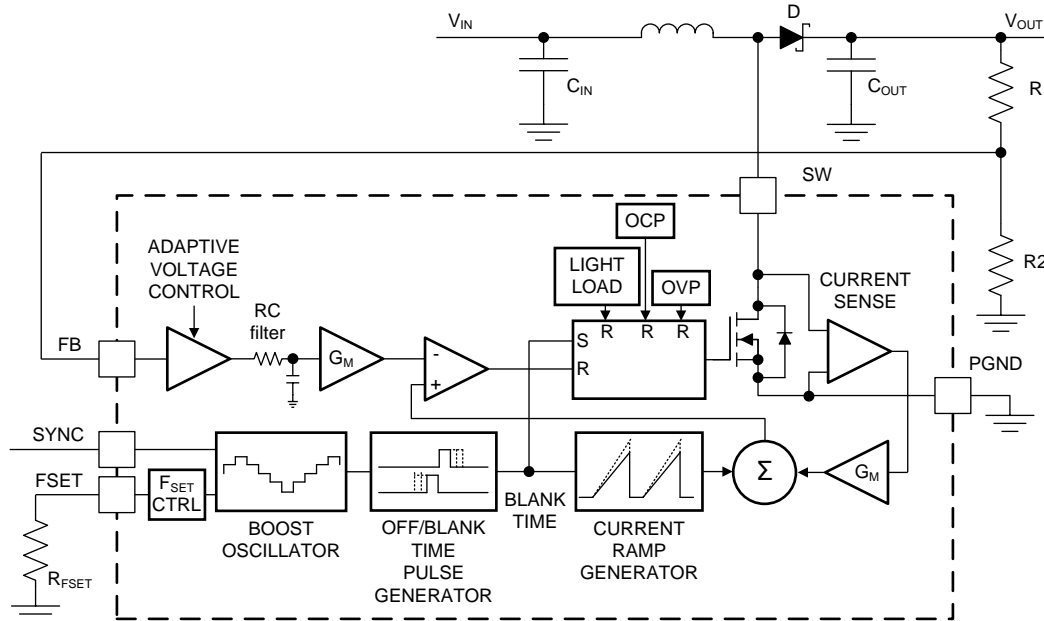 VIN
D
VOUT
CIN
COUT
R
SW
R2
OCP
ADAPTIVE
VOLTAGE
CONTROL
LIGHT
LOAD
OVP
CURRENT
SENSE
RC
filter
R R R
FB
GM
-
+
S
R
PGND
SYNC
FSET
FSET
CTRL
Σ
GM
BLANK
TIME
BOOST
OSCILLATOR
OFF/BLANK
TIME
PULSE
GENERATOR
CURRENT
RAMP
GENERATOR
RFSET